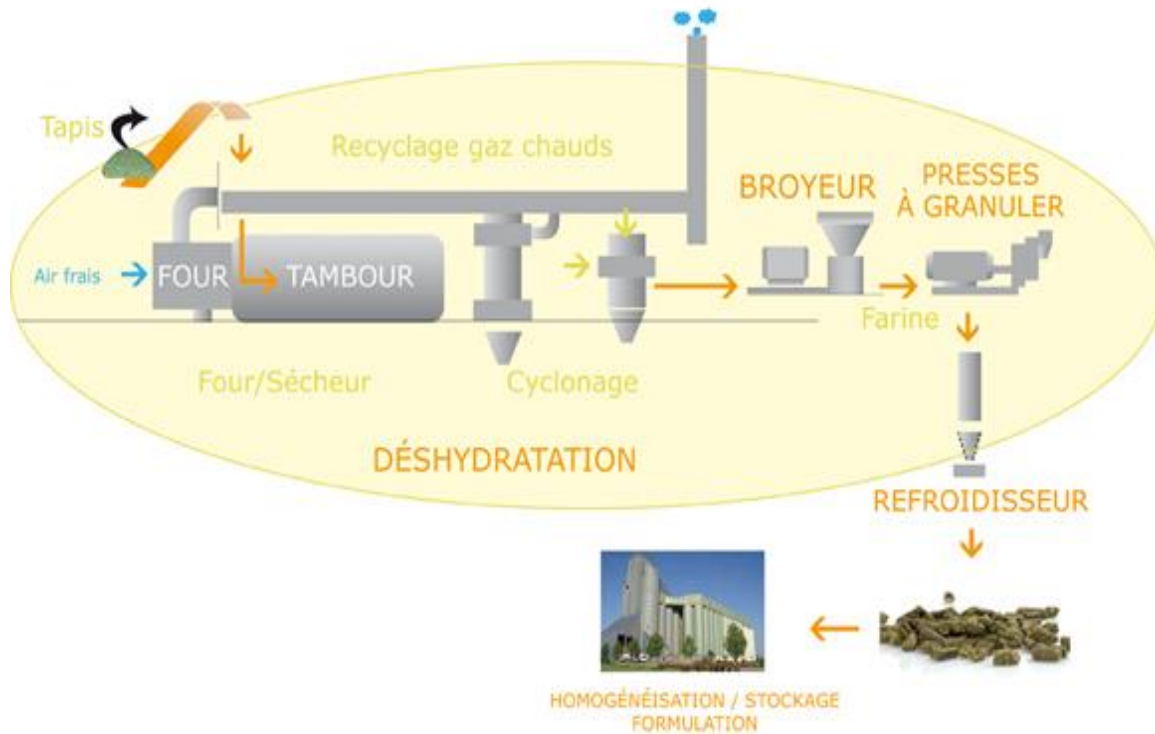 Tapis
Recyclage gaz chauds
BROYEUR
PRESSES
À GRANULER
Air frais
FOUR
TAMBOUR
Farine
Four/Sécheur
Cyclonage
DÉSHYDRATATION
REFROIDISSEUR
HOMOGÉNÉISATION / STOCKAGE
FORMULATION